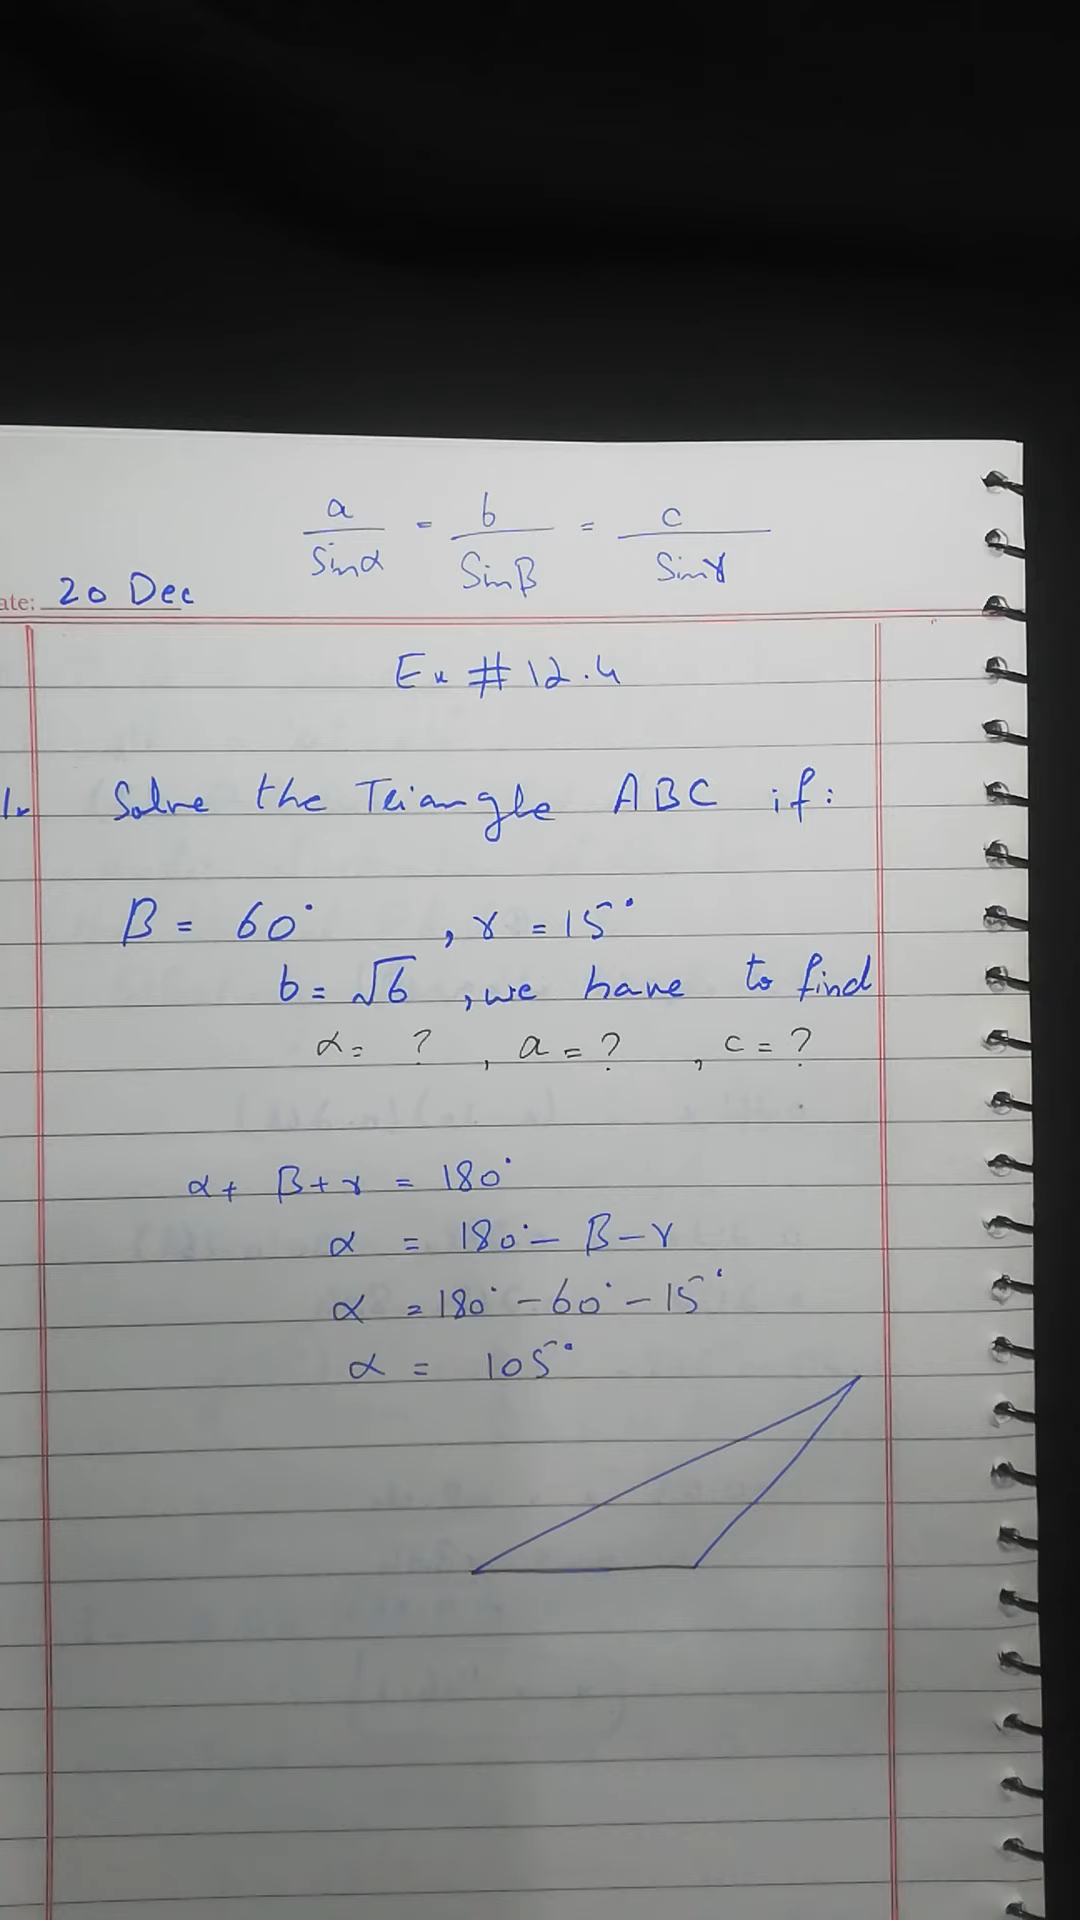 a/Sinα = b/Sinβ = c/Sinγ
ate: 20 Dec
Ex # 12.4
1. Solve the Triangle ABC if:
β = 60° , γ = 15°
b = √6 , we have to find
α = ? , a = ? , c = ?
α + β + γ = 180°
α = 180° - β - γ
α = 180° - 60° - 15°
α = 105°